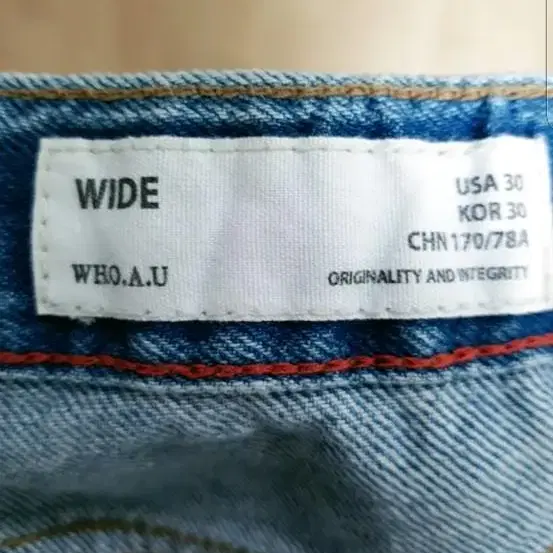 WIDE
USA 30
KOR 30
CHN 170/78A
WHO.A.U
ORIGINALITY AND INTEGRITY